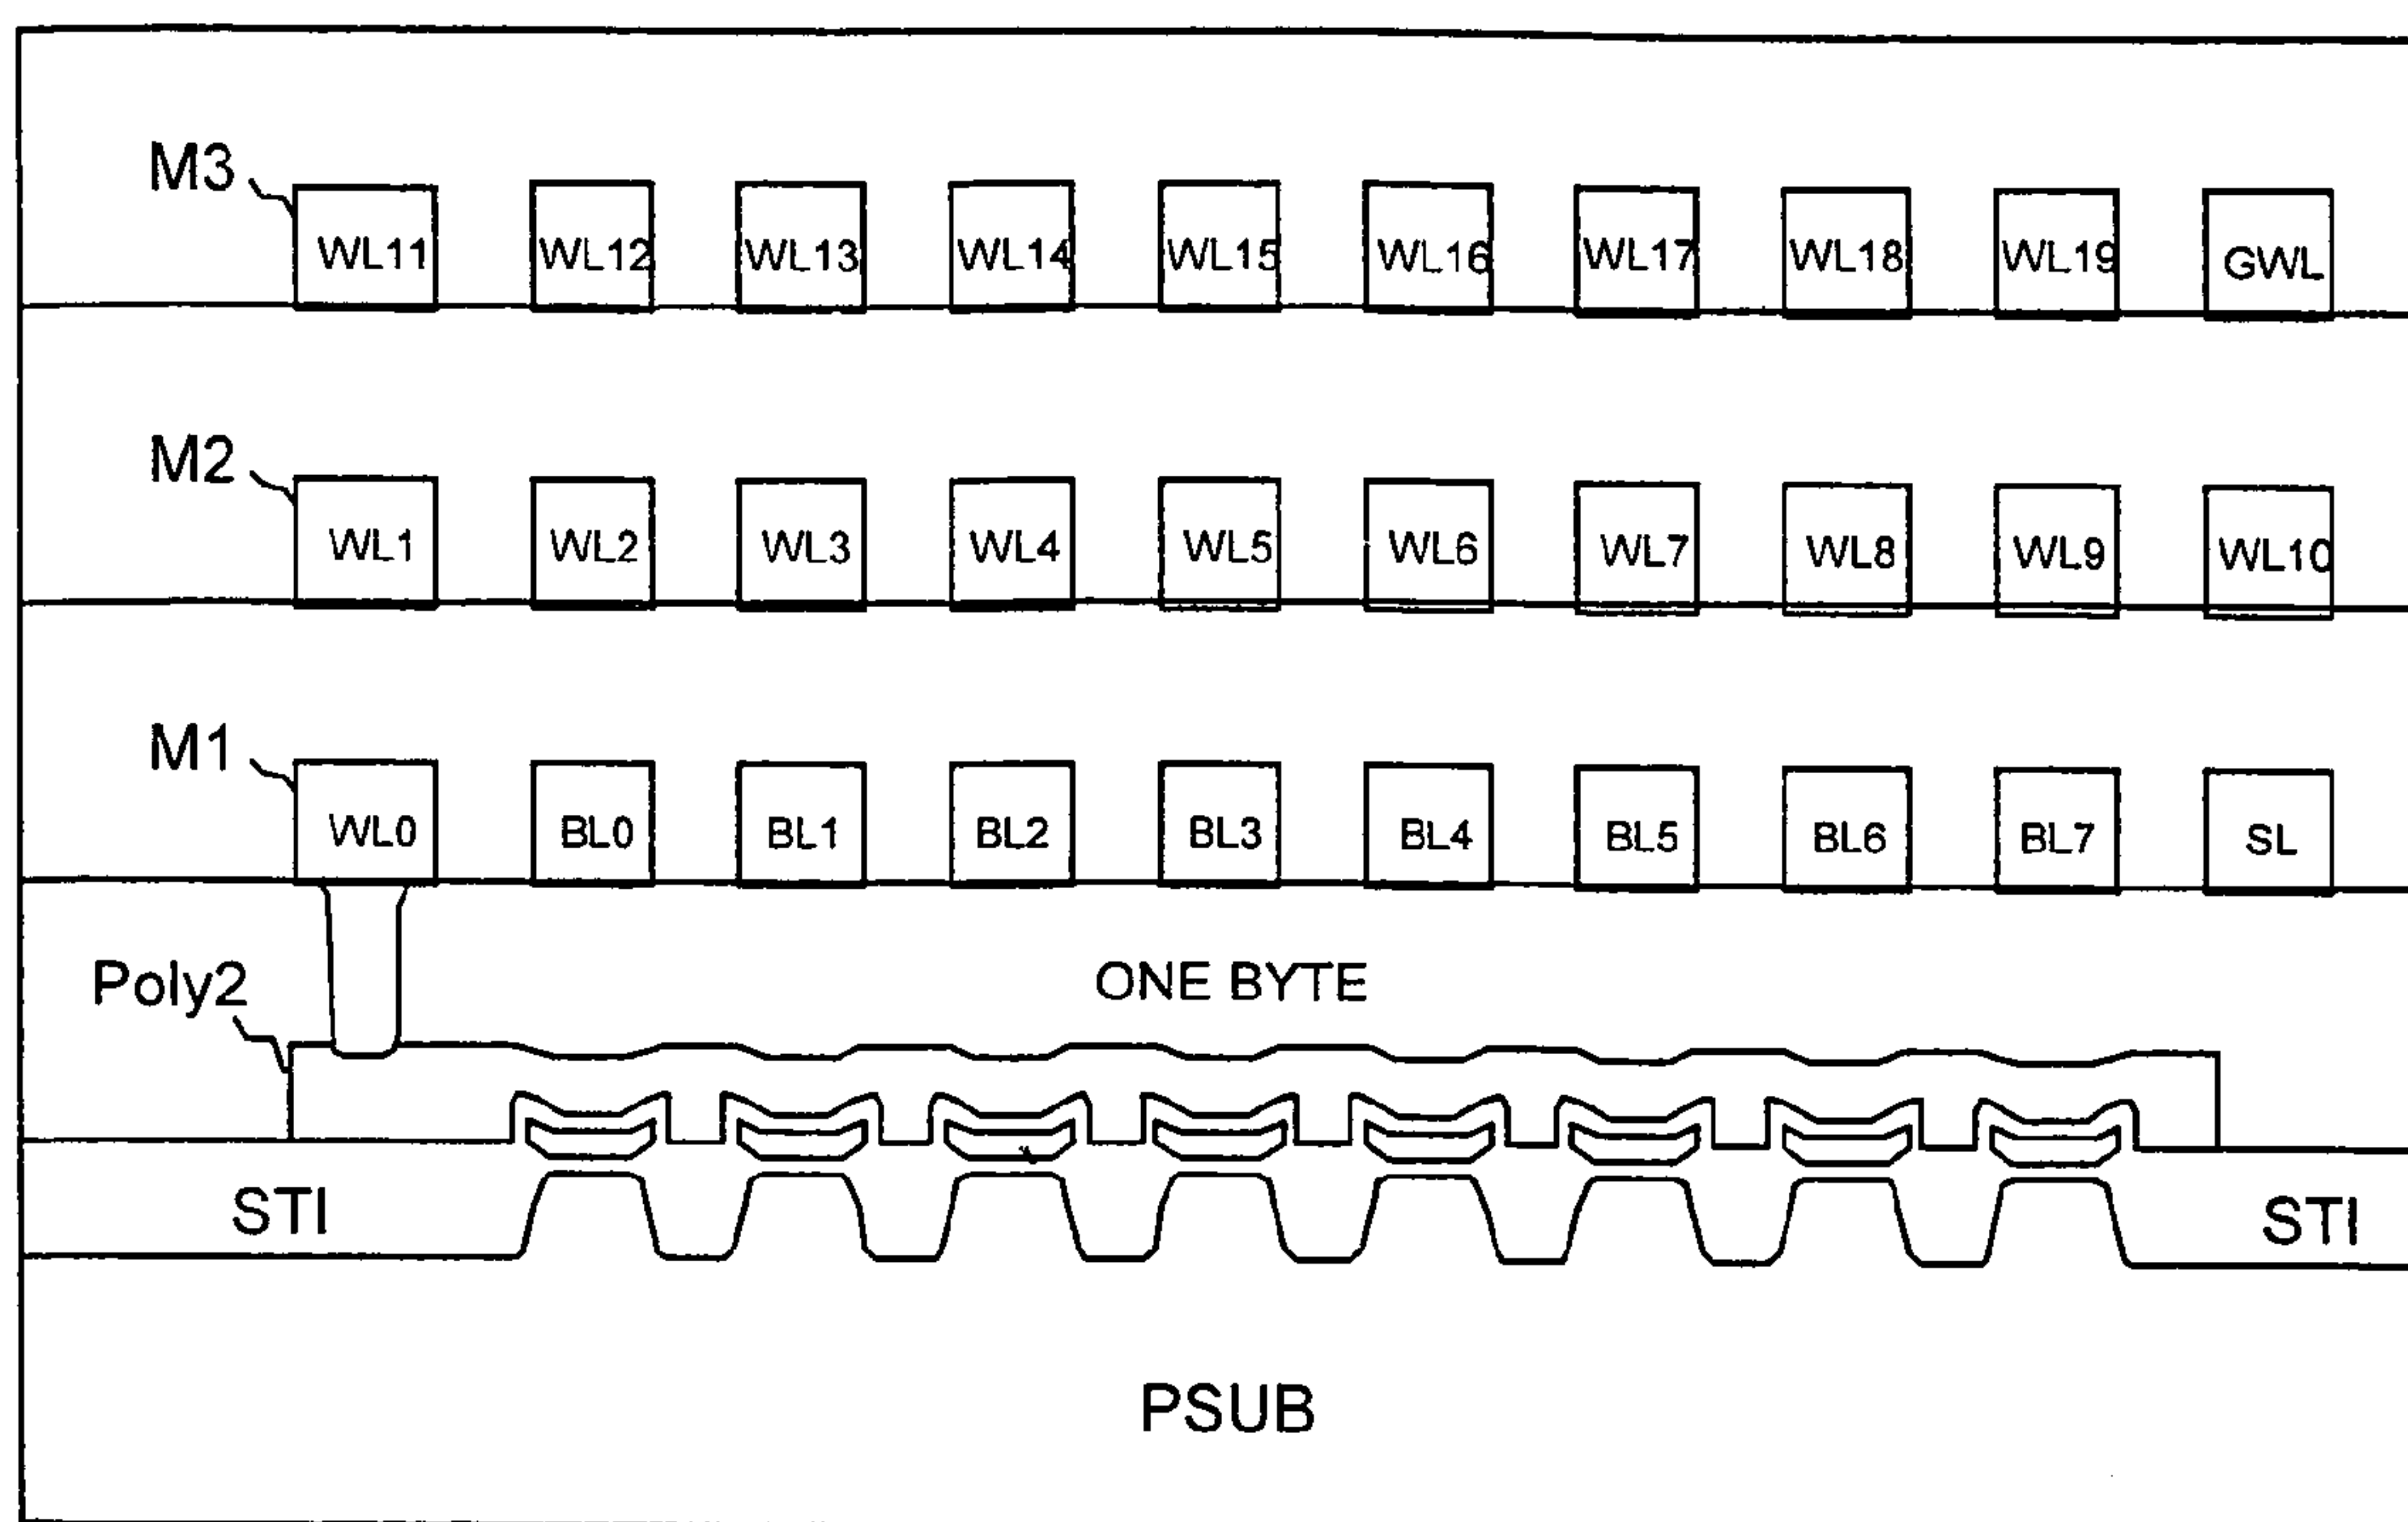 M3
WL11 WL12 WL13 WL14 WL15 WL16 WL17 WL18 WL19 GWL
M2
WL1 WL2 WL3 WL4 WL5 WL6 WL7 WL8 WL9 WL10
M1
WL0 BL0 BL1 BL2 BL3 BL4 BL5 BL6 BL7 SL
Poly2
ONE BYTE
STI STI
PSUB